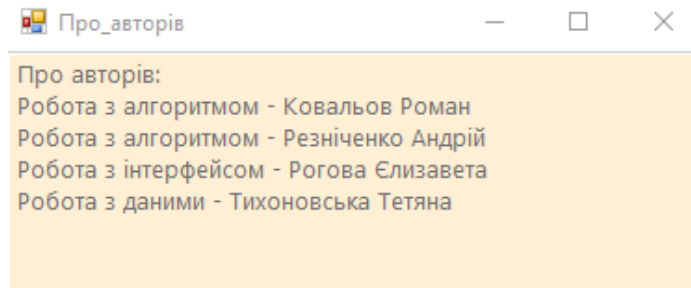 Про_авторів
Про авторів:
Робота з алгоритмом - Ковальов Роман
Робота з алгоритмом - Резніченко Андрій
Робота з інтерфейсом - Рогова Єлизавета
Робота з даними - Тихоновська Тетяна